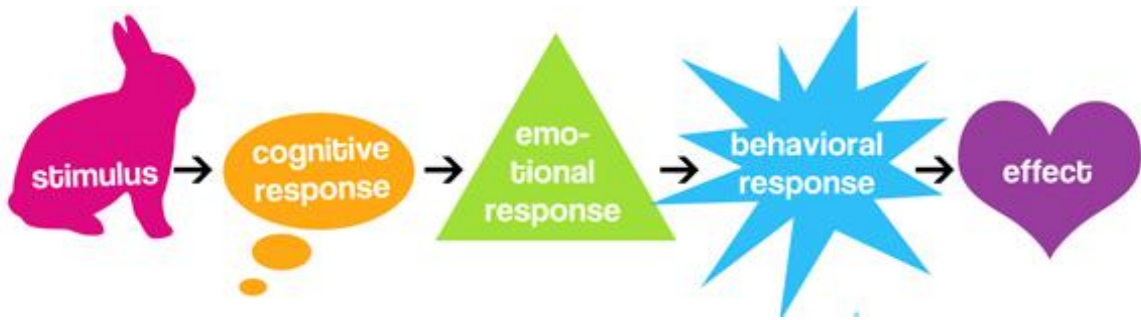 stimulus
cognitive
response
emo-
tional
response
behavioral
response
effect